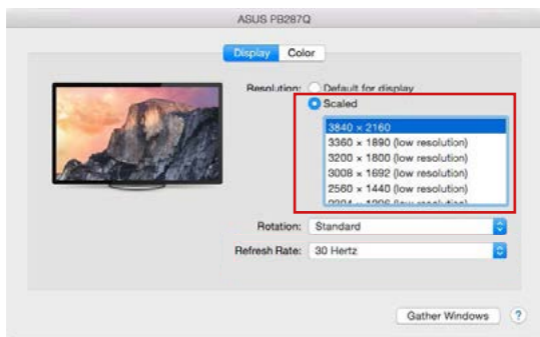 ASUS PB287Q
Display Color
Resolution: Default for display
Scaled
3840 × 2160
3360 × 1890 (low resolution)
3200 × 1800 (low resolution)
3008 × 1692 (low resolution)
2560 × 1440 (low resolution)
Rotation: Standard
Refresh Rate: 30 Hertz
Gather Windows ?